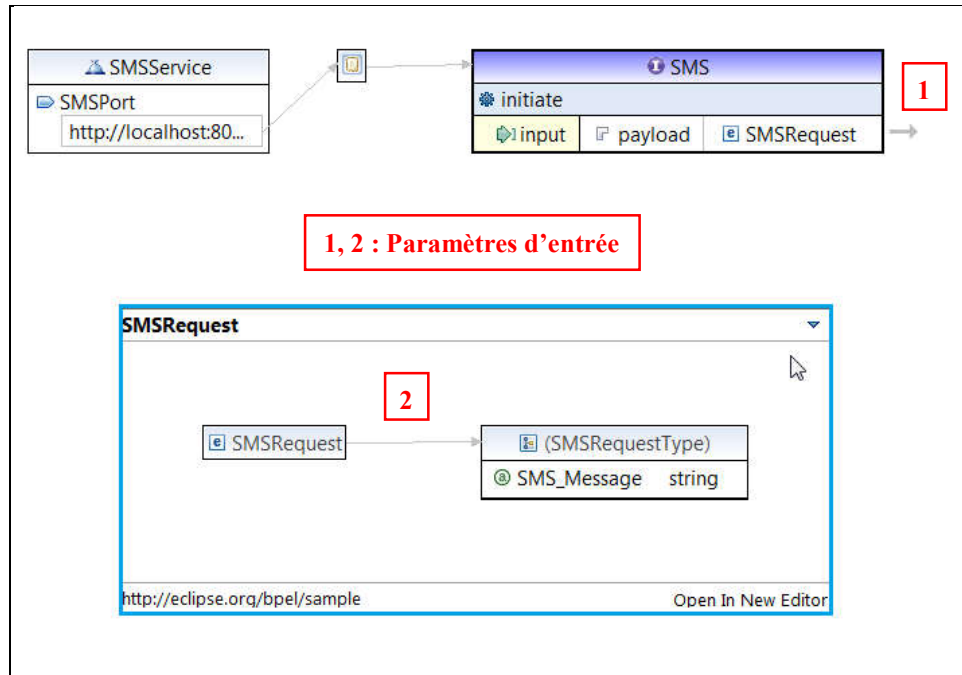 SMSService
SMSPort
http://localhost:80...
SMS
initiate
input payload SMSRequest
1
1, 2 : Paramètres d'entrée
SMSRequest
2
SMSRequest
(SMSRequestType)
SMS_Message string
http://eclipse.org/bpel/sample
Open In New Editor